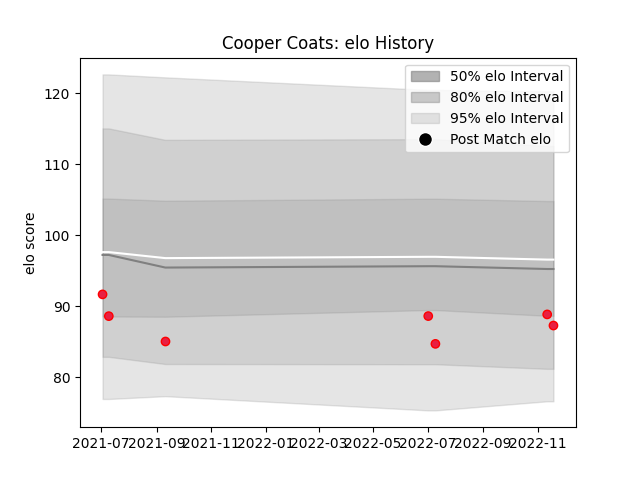 Cooper Coats: elo History
50% elo Interval
80% elo Interval
95% elo Interval
Post Match elo
elo score
120
110
100
90
80
2021-07
2021-09
2021-11
2022-01
2022-03
2022-05
2022-07
2022-09
2022-11